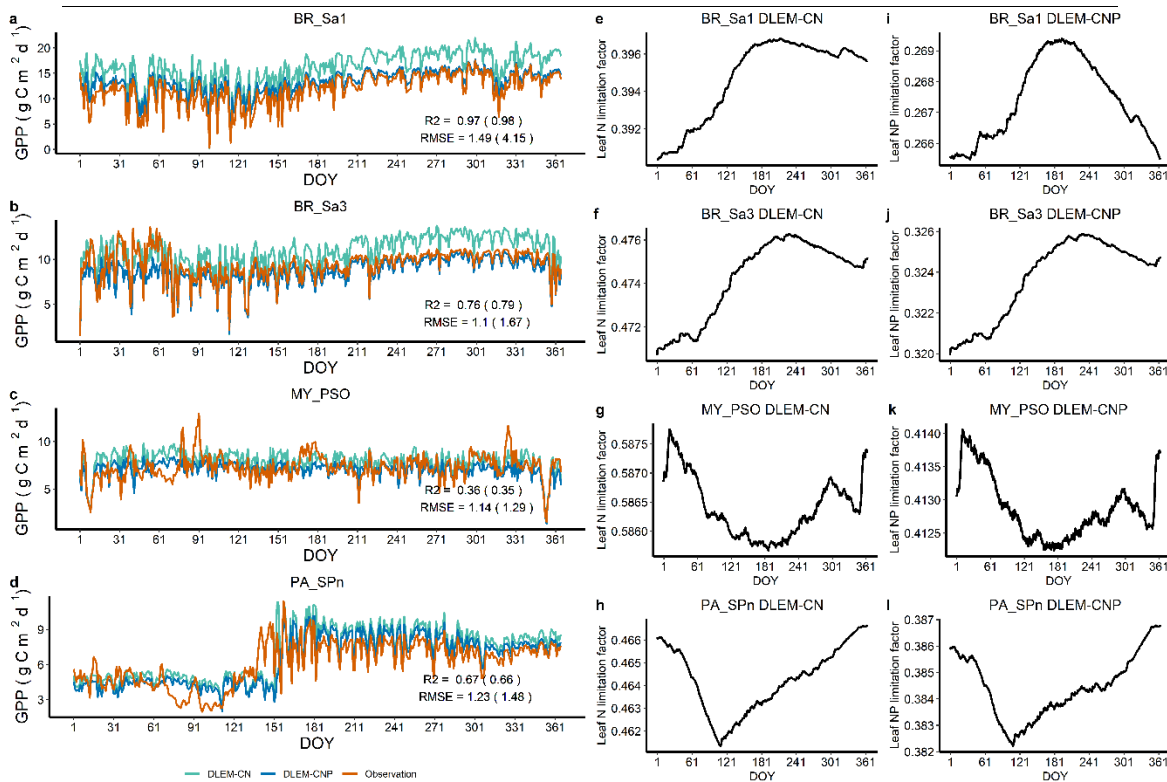 a
BR_Sa1
GPP ( g C m 2 d 1)
20
15
10
5
0
R2 = 0.97 ( 0.98 )
RMSE = 1.49 ( 4.15 )
1 31 61 91 121 151 181 211 241 271 301 331 361
DOY
b
BR_Sa3
GPP ( g C m 2 d 1)
10
5
R2 = 0.76 ( 0.79 )
RMSE = 1.1 ( 1.67 )
1 31 61 91 121 151 181 211 241 271 301 331 361
DOY
c
MY_PSO
GPP ( g C m 2 d 1)
10
5
R2 = 0.36 ( 0.35 )
RMSE = 1.14 ( 1.29 )
1 31 61 91 121 151 181 211 241 271 301 331 361
DOY
d
PA_SPn
GPP ( g C m 2 d 1)
9
6
3
R2 = 0.67 ( 0.66 )
RMSE = 1.23 ( 1.48 )
1 31 61 91 121 151 181 211 241 271 301 331 361
DOY
DLEM-CN DLEM-CNP Observation
e
BR_Sa1 DLEM-CN
Leaf N limitation factor
0.396
0.394
0.392
1 61 121 181 241 301 361
DOY
f
BR_Sa3 DLEM-CN
Leaf N limitation factor
0.476
0.474
0.472
1 61 121 181 241 301 361
DOY
g
MY_PSO DLEM-CN
Leaf N limitation factor
0.5875
0.5870
0.5865
0.5860
1 61 121 181 241 301 361
DOY
h
PA_SPn DLEM-CN
Leaf N limitation factor
0.466
0.465
0.464
0.463
0.462
1 61 121 181 241 301 361
DOY
i
BR_Sa1 DLEM-CNP
Leaf NP limitation factor
0.269
0.268
0.267
0.266
1 61 121 181 241 301 361
DOY
j
BR_Sa3 DLEM-CNP
Leaf NP limitation factor
0.326
0.324
0.322
0.320
1 61 121 181 241 301 361
DOY
k
MY_PSO DLEM-CNP
Leaf NP limitation factor
0.4140
0.4135
0.4130
0.4125
1 61 121 181 241 301 361
DOY
l
PA_SPn DLEM-CNP
Leaf NP limitation factor
0.387
0.386
0.385
0.384
0.383
0.382
1 61 121 181 241 301 361
DOY